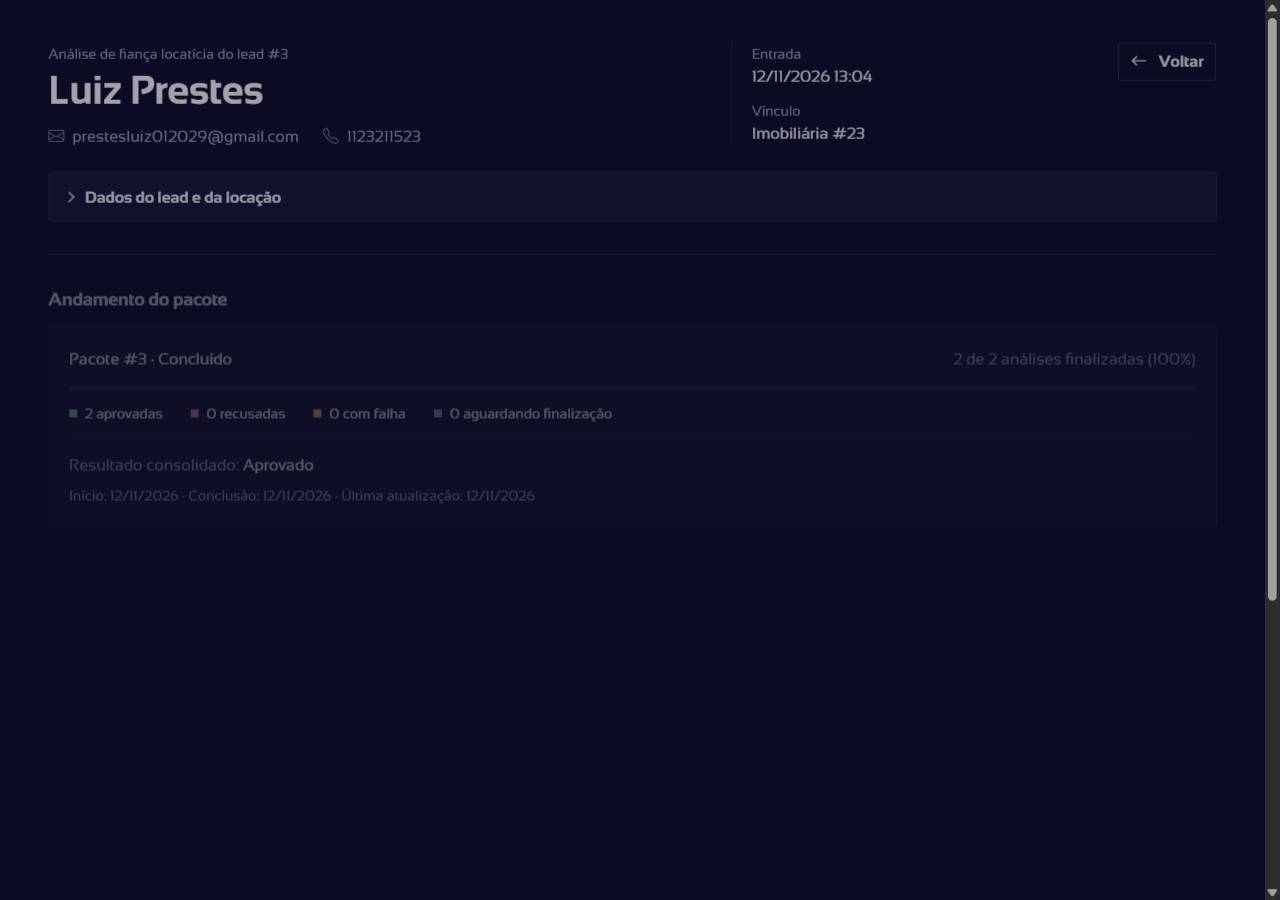 Análise de fiança locatícia do lead #3
Luiz Prestes
prestesluiz012029@gmail.com 1123211523
Entrada
12/11/2026 13:04
Vínculo
Imobiliária #23
Voltar
Dados do lead e da locação
Andamento do pacote
Pacote #3 · Concluído 2 de 2 análises finalizadas (100%)
2 aprovadas 0 recusadas 0 com falha 0 aguardando finalização
Resultado consolidado: Aprovado
Início: 12/11/2026 · Conclusão: 12/11/2026 · Última atualização: 12/11/2026